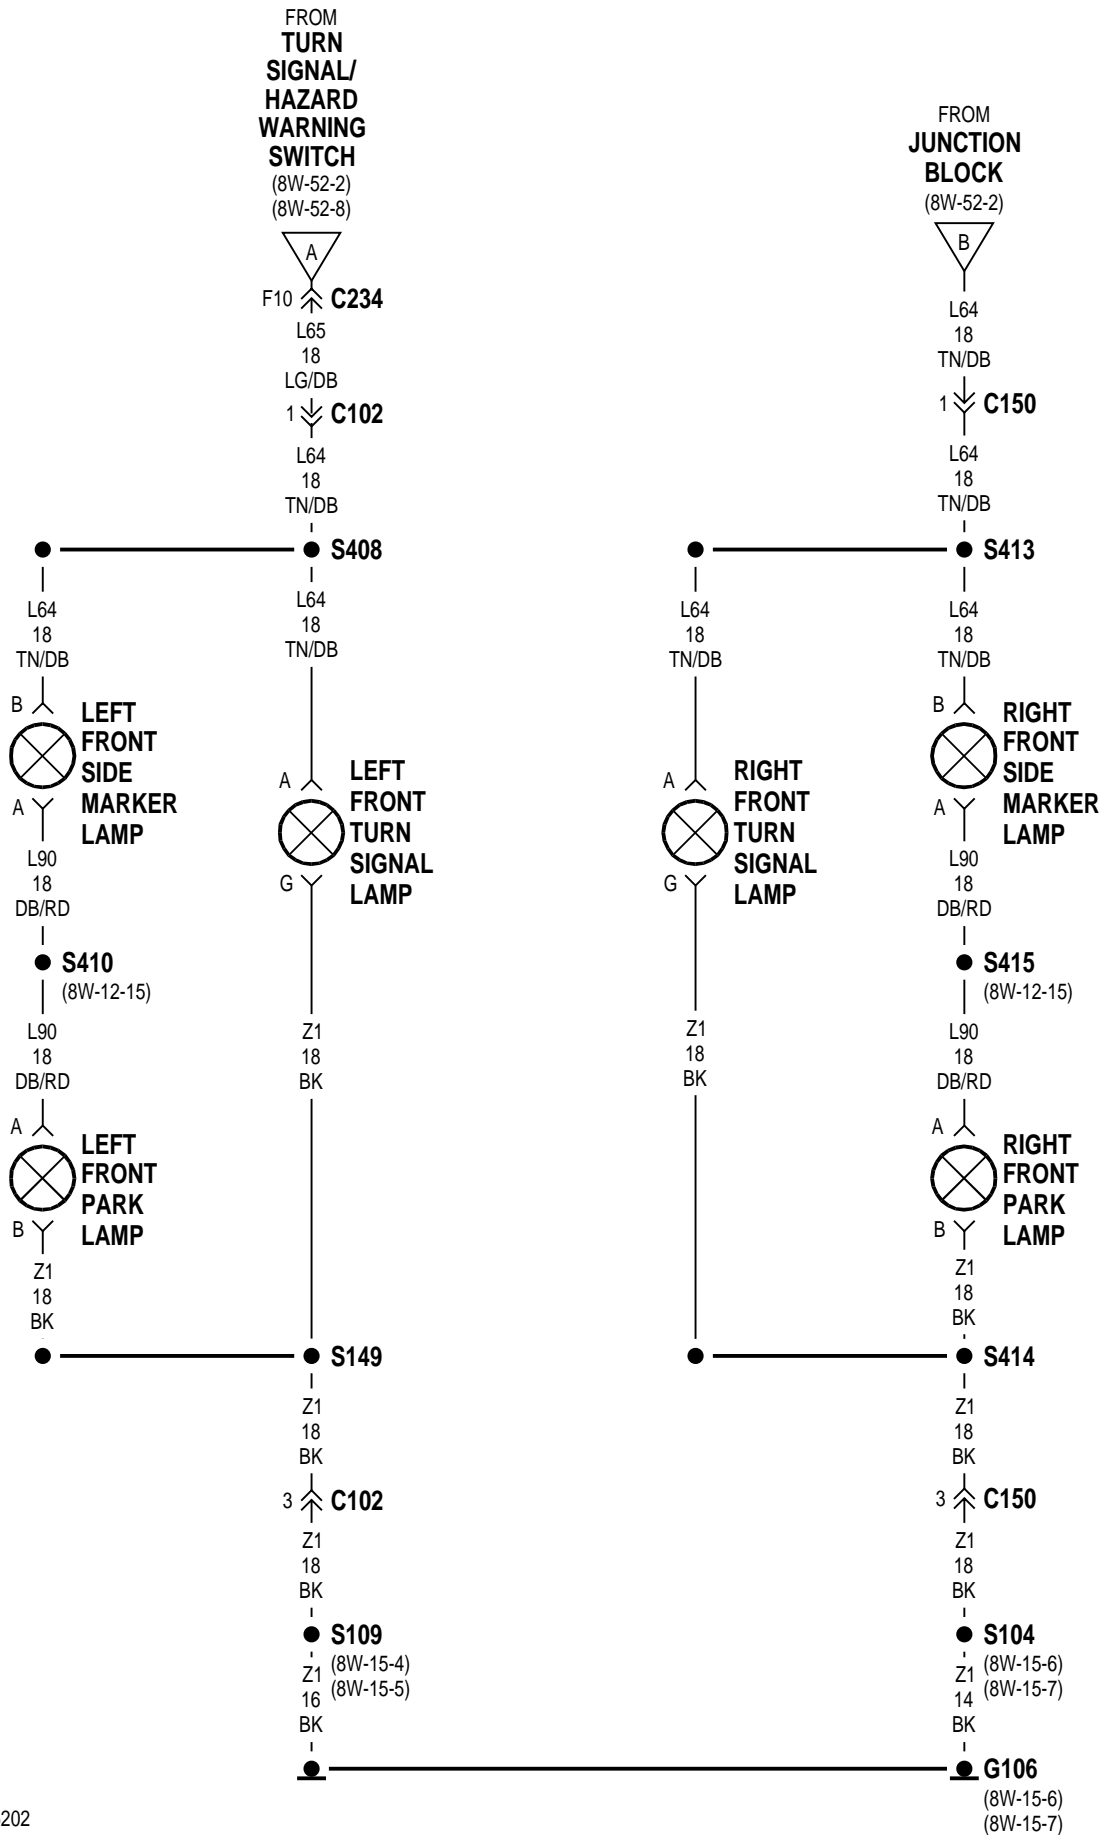 FROM
TURN
SIGNAL/
HAZARD
WARNING
SWITCH
(8W-52-2)
(8W-52-8)
A
F10
C234
L65
18
LG/DB
1
C102
L64
18
TN/DB
S408
L64
18
TN/DB
B
LEFT
FRONT
SIDE
MARKER
LAMP
A
L90
18
DB/RD
S410
(8W-12-15)
L90
18
DB/RD
A
LEFT
FRONT
PARK
LAMP
B
Z1
18
BK
L64
18
TN/DB
A
LEFT
FRONT
TURN
SIGNAL
LAMP
G
Z1
18
BK
S149
Z1
18
BK
3
C102
Z1
18
BK
S109
(8W-15-4)
(8W-15-5)
Z1
16
BK
FROM
JUNCTION
BLOCK
(8W-52-2)
B
L64
18
TN/DB
1
C150
L64
18
TN/DB
S413
L64
18
TN/DB
A
RIGHT
FRONT
TURN
SIGNAL
LAMP
G
Z1
18
BK
L64
18
TN/DB
B
RIGHT
FRONT
SIDE
MARKER
LAMP
A
L90
18
DB/RD
S415
(8W-12-15)
L90
18
DB/RD
A
RIGHT
FRONT
PARK
LAMP
B
Z1
18
BK
S414
Z1
18
BK
3
C150
Z1
18
BK
S104
(8W-15-6)
(8W-15-7)
Z1
14
BK
G106
(8W-15-6)
(8W-15-7)
202